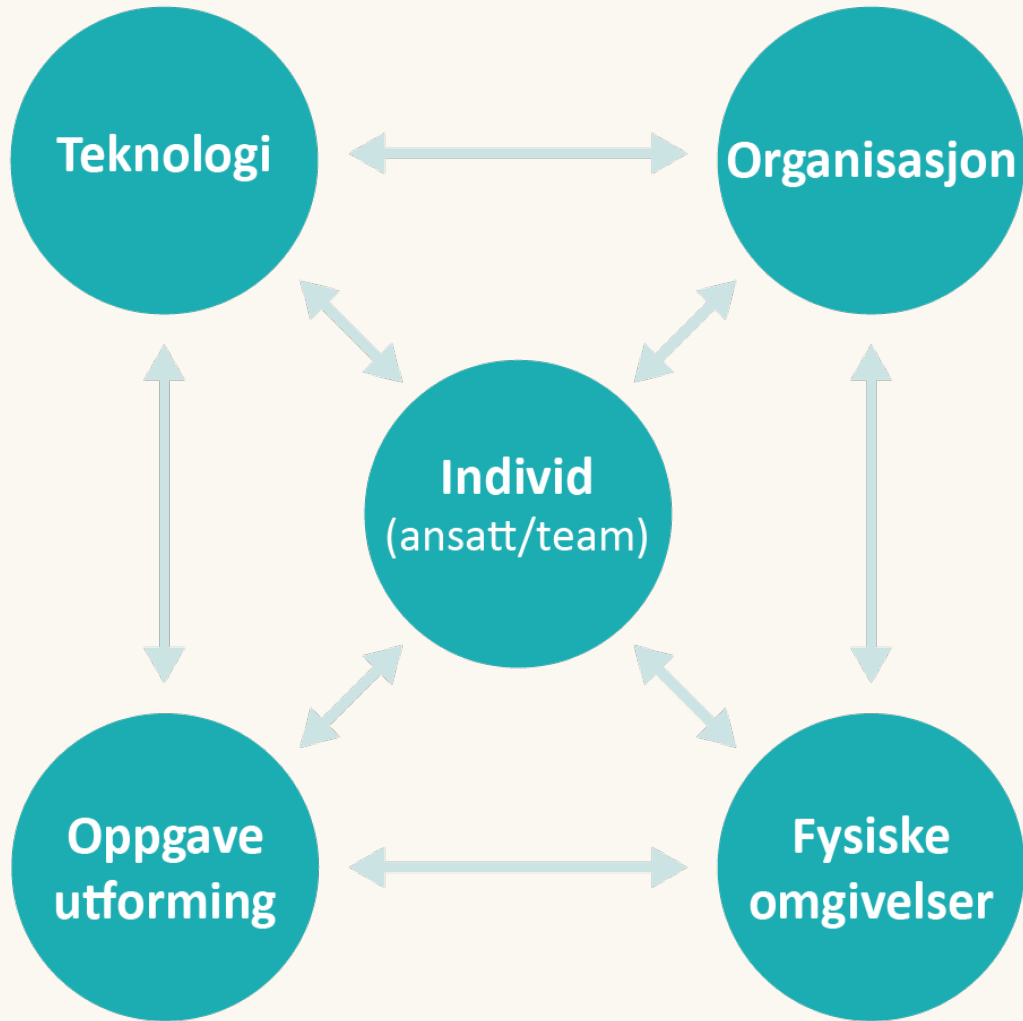 Teknologi
Organisasjon
Individ
(ansatt/team)
Oppgave
utforming
Fysiske
omgivelser